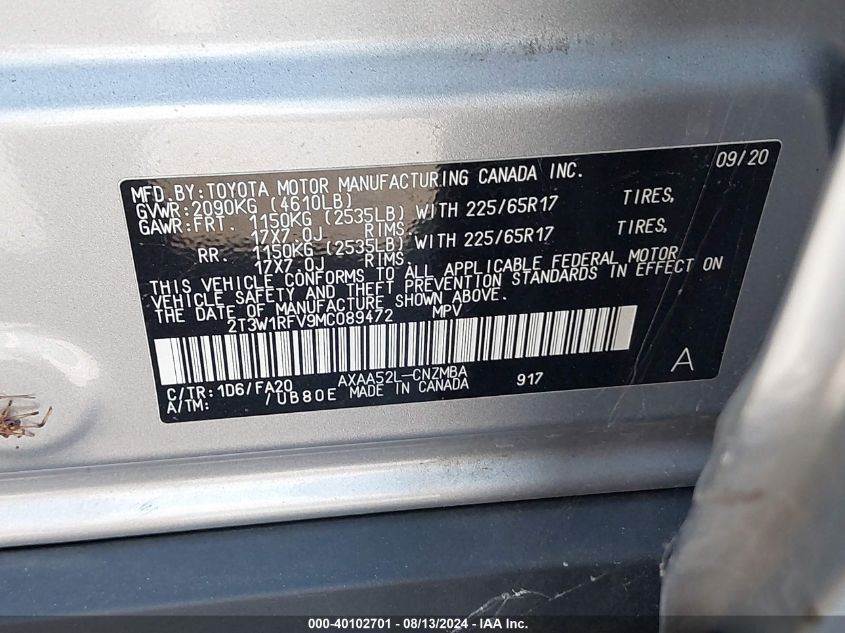 09/20
MFD.BY:TOYOTA MOTOR MANUFACTURING CANADA INC.
GVWR:2090KG (4610LB)
GAWR:FRT. 1150KG (2535LB) WITH 225/65R17 TIRES,
17X7.0J RIMS,
RR. 1150KG (2535LB) WITH 225/65R17 TIRES,
17X7.0J RIMS
THIS VEHICLE CONFORMS TO ALL APPLICABLE FEDERAL MOTOR
VEHICLE SAFETY AND THEFT PREVENTION STANDARDS IN EFFECT ON
THE DATE OF MANUFACTURE SHOWN ABOVE.
2T3W1RFV9MC089472 MPV
C/TR:1D6/FA20 AXAA52L-CNZMBA 917 A
A/TM: /UB80E MADE IN CANADA
000-40102701 - 08/13/2024 - IAA Inc.